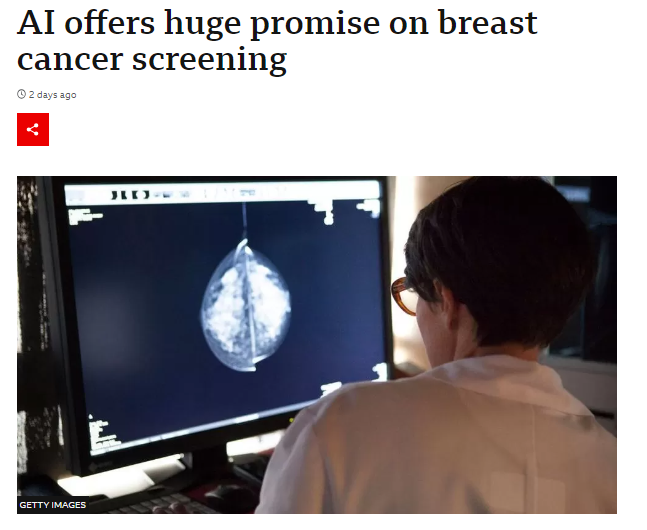 AI offers huge promise on breast
cancer screening
2 days ago
GETTY IMAGES